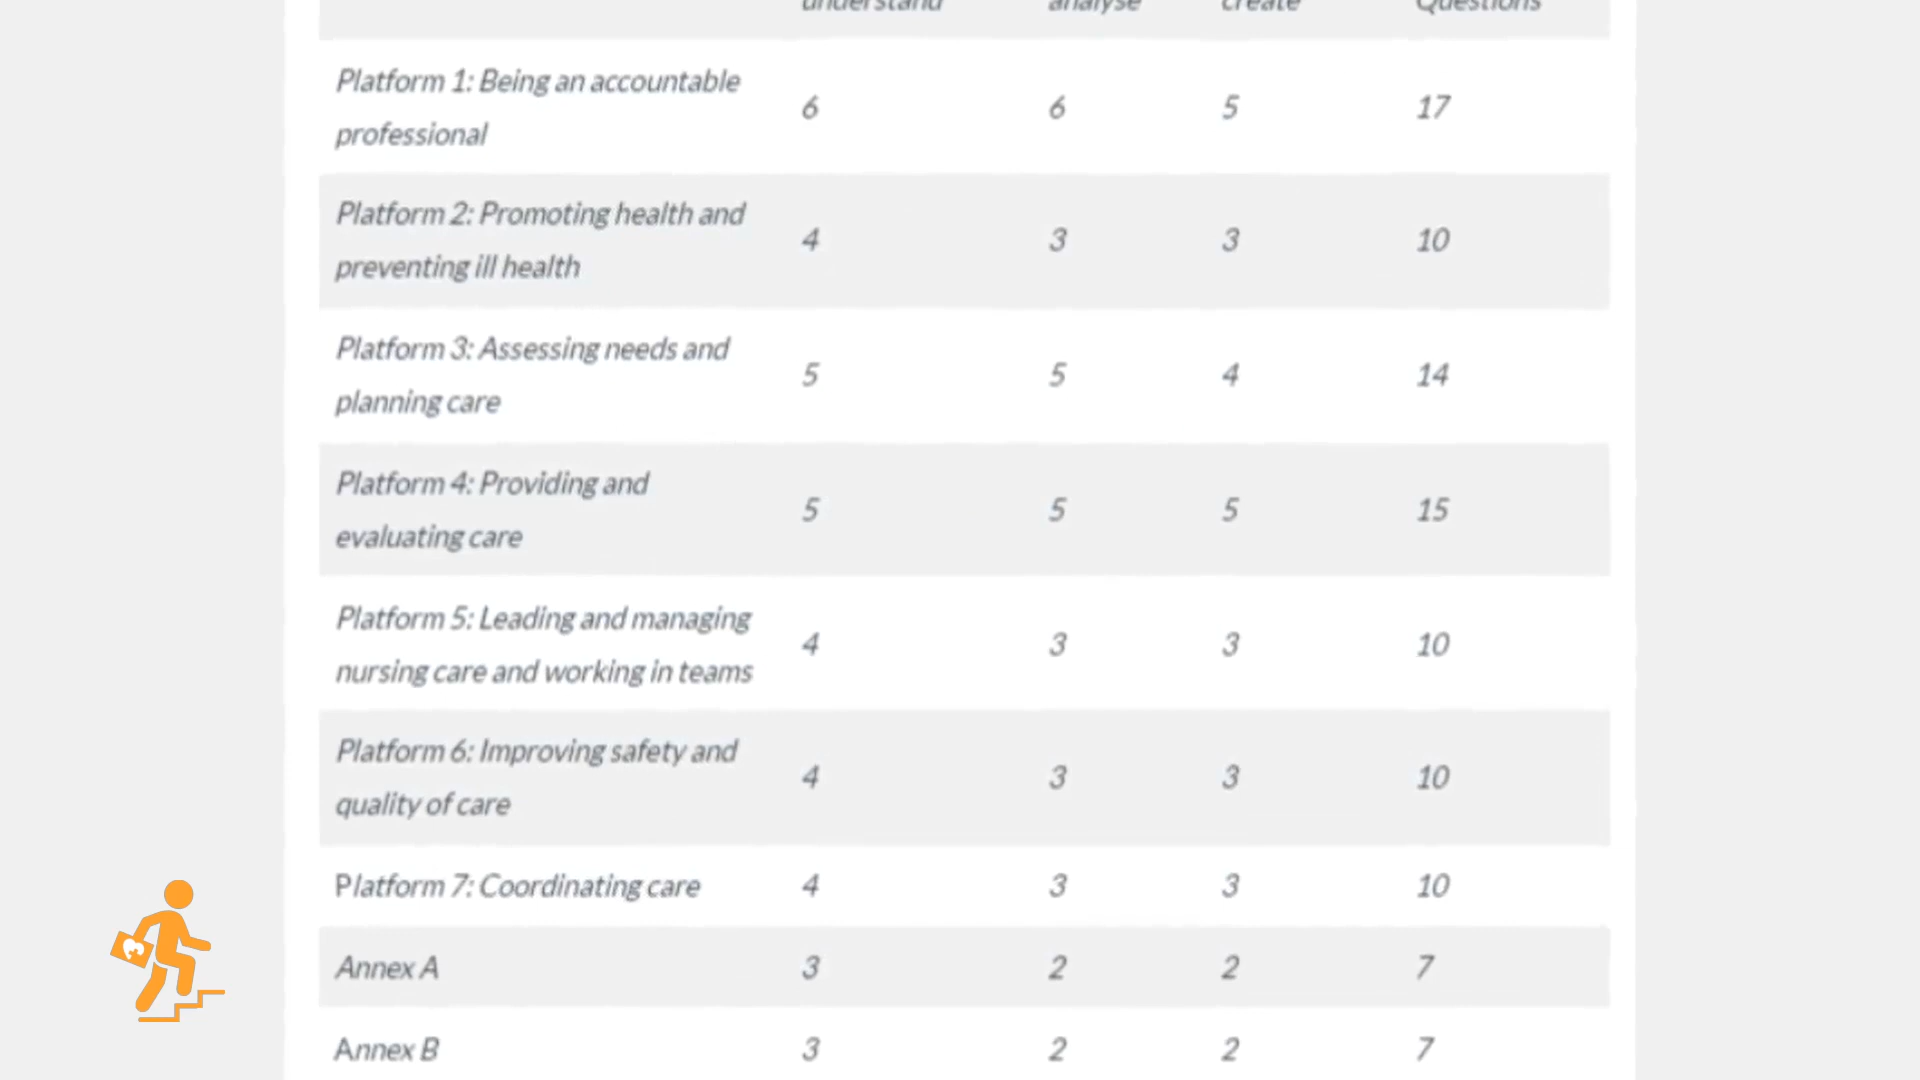 understand analyse create Questions
Platform 1: Being an accountable
professional
6 6 5 17
Platform 2: Promoting health and
preventing ill health
4 3 3 10
Platform 3: Assessing needs and
planning care
5 5 4 14
Platform 4: Providing and
evaluating care
5 5 5 15
Platform 5: Leading and managing
nursing care and working in teams
4 3 3 10
Platform 6: Improving safety and
quality of care
4 3 3 10
Platform 7: Coordinating care 4 3 3 10
Annex A 3 2 2 7
Annex B 3 2 2 7